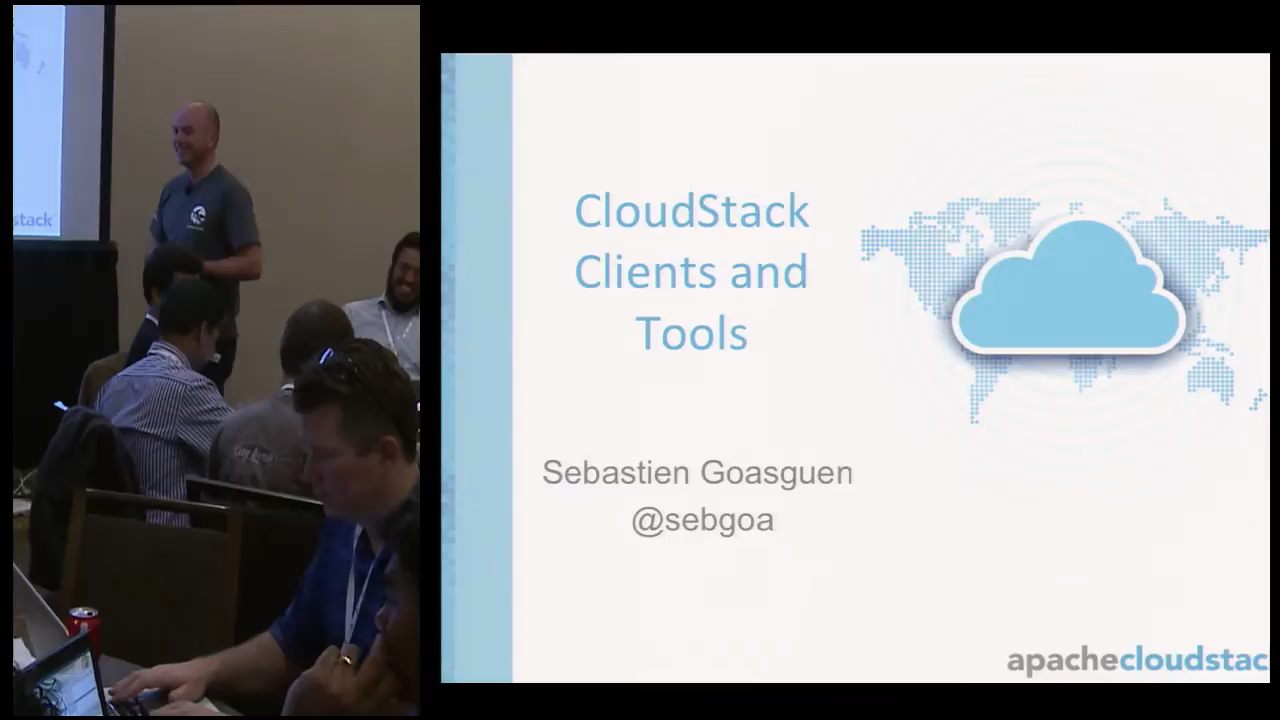 stack
CloudStack
Clients and
Tools
Sebastien Goasguen
@sebgoa
apachecloudstac